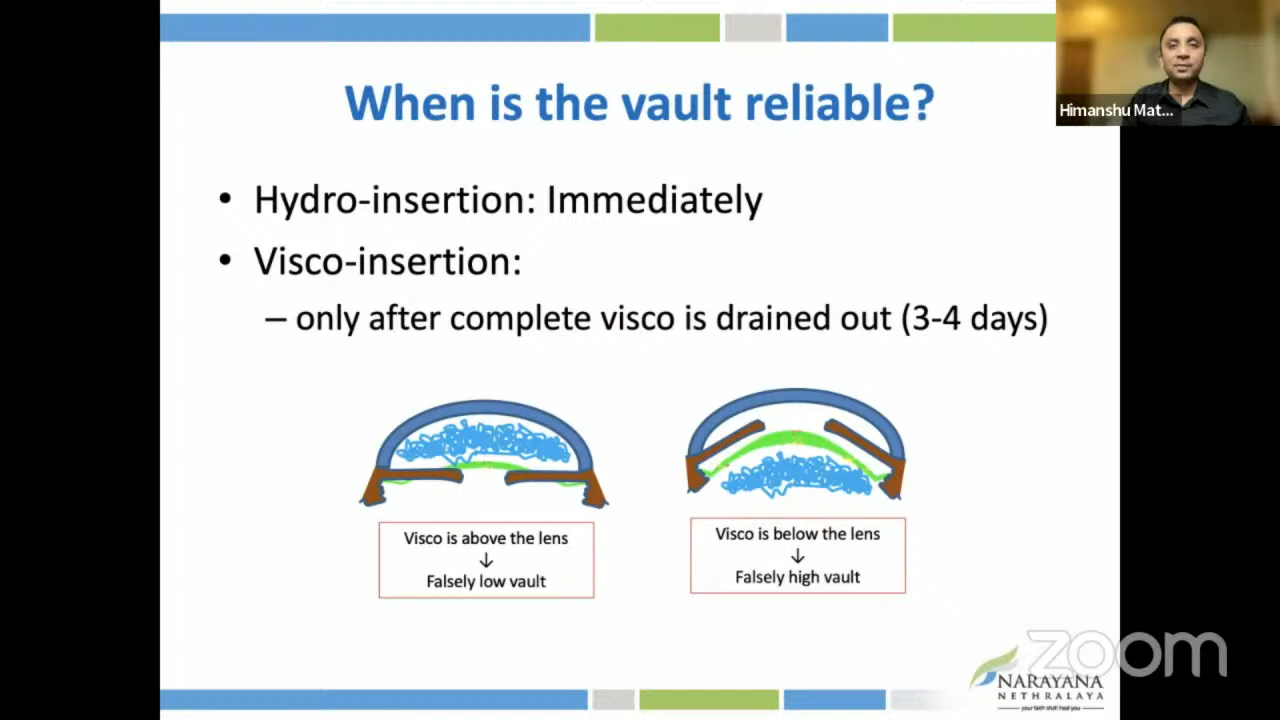 When is the vault reliable?
Himanshu Mat...
• Hydro-insertion: Immediately
• Visco-insertion:
– only after complete visco is drained out (3-4 days)
Visco is above the lens
↓
Falsely low vault
Visco is below the lens
↓
Falsely high vault
zoom
NARAYANA
NETHRALAYA
your faith shall heal you